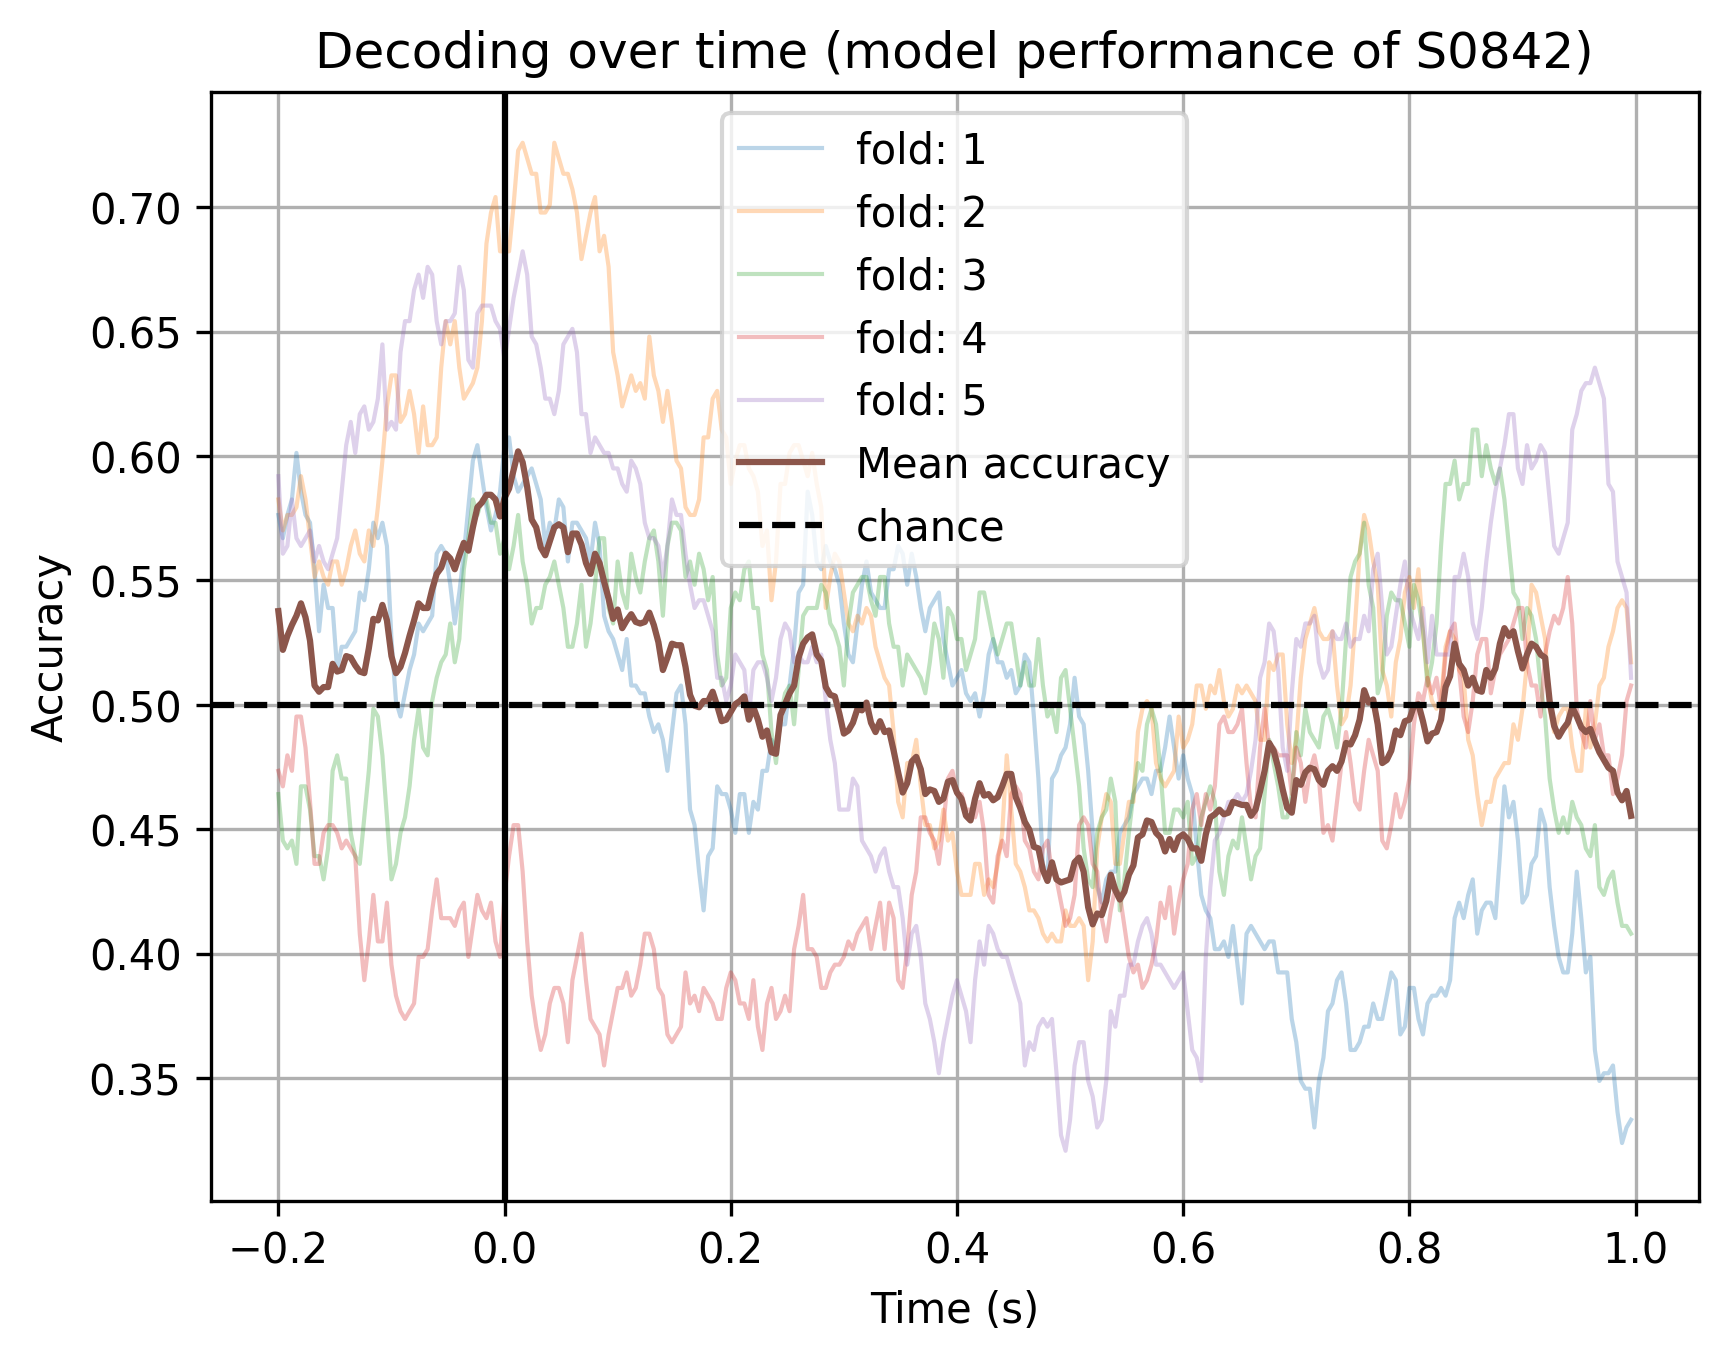 Decoding over time (model performance of S0842)
fold: 1
fold: 2
fold: 3
fold: 4
fold: 5
Mean accuracy
chance
Accuracy
0.70
0.65
0.60
0.55
0.50
0.45
0.40
0.35
−0.2 0.0 0.2 0.4 0.6 0.8 1.0
Time (s)